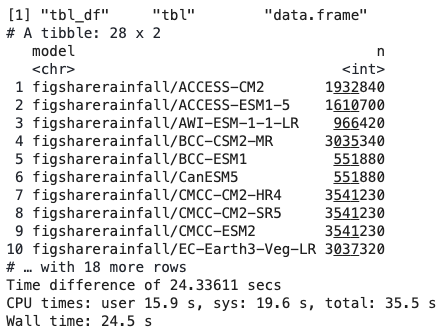 [1] "tbl_df"     "tbl"        "data.frame"
# A tibble: 28 x 2
   model                                n
   <chr>                            <int>
 1 figsharerainfall/ACCESS-CM2    1932840
 2 figsharerainfall/ACCESS-ESM1-5 1610700
 3 figsharerainfall/AWI-ESM-1-1-LR  966420
 4 figsharerainfall/BCC-CSM2-MR   3035340
 5 figsharerainfall/BCC-ESM1       551880
 6 figsharerainfall/CanESM5        551880
 7 figsharerainfall/CMCC-CM2-HR4  3541230
 8 figsharerainfall/CMCC-CM2-SR5  3541230
 9 figsharerainfall/CMCC-ESM2     3541230
10 figsharerainfall/EC-Earth3-Veg-LR 3037320
# … with 18 more rows
Time difference of 24.33611 secs
CPU times: user 15.9 s, sys: 19.6 s, total: 35.5 s
Wall time: 24.5 s